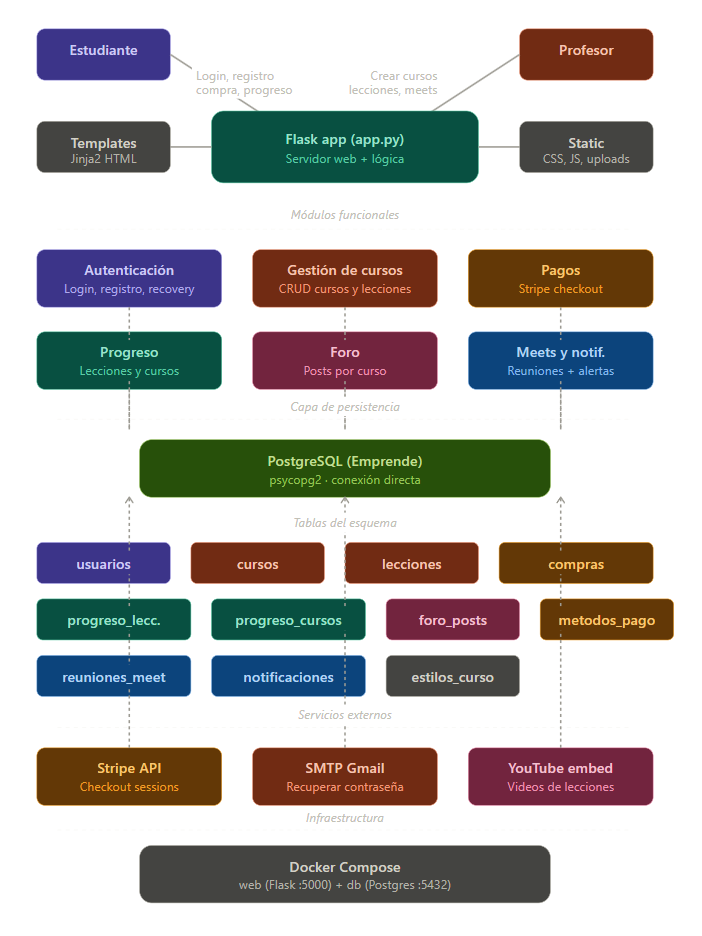 Estudiante
Profesor
Login, registro
compra, progreso
Crear cursos
lecciones, meets
Templates
Jinja2 HTML
Flask app (app.py)
Servidor web + lógica
Static
CSS, JS, uploads
Módulos funcionales
Autenticación
Login, registro, recovery
Gestión de cursos
CRUD cursos y lecciones
Pagos
Stripe checkout
Progreso
Lecciones y cursos
Foro
Posts por curso
Meets y notif.
Reuniones + alertas
Capa de persistencia
PostgreSQL (Emprende)
psycopg2 · conexión directa
Tablas del esquema
usuarios
cursos
lecciones
compras
progreso_lecc.
progreso_cursos
foro_posts
metodos_pago
reuniones_meet
notificaciones
estilos_curso
Servicios externos
Stripe API
Checkout sessions
SMTP Gmail
Recuperar contraseña
YouTube embed
Videos de lecciones
Infraestructura
Docker Compose
web (Flask :5000) + db (Postgres :5432)